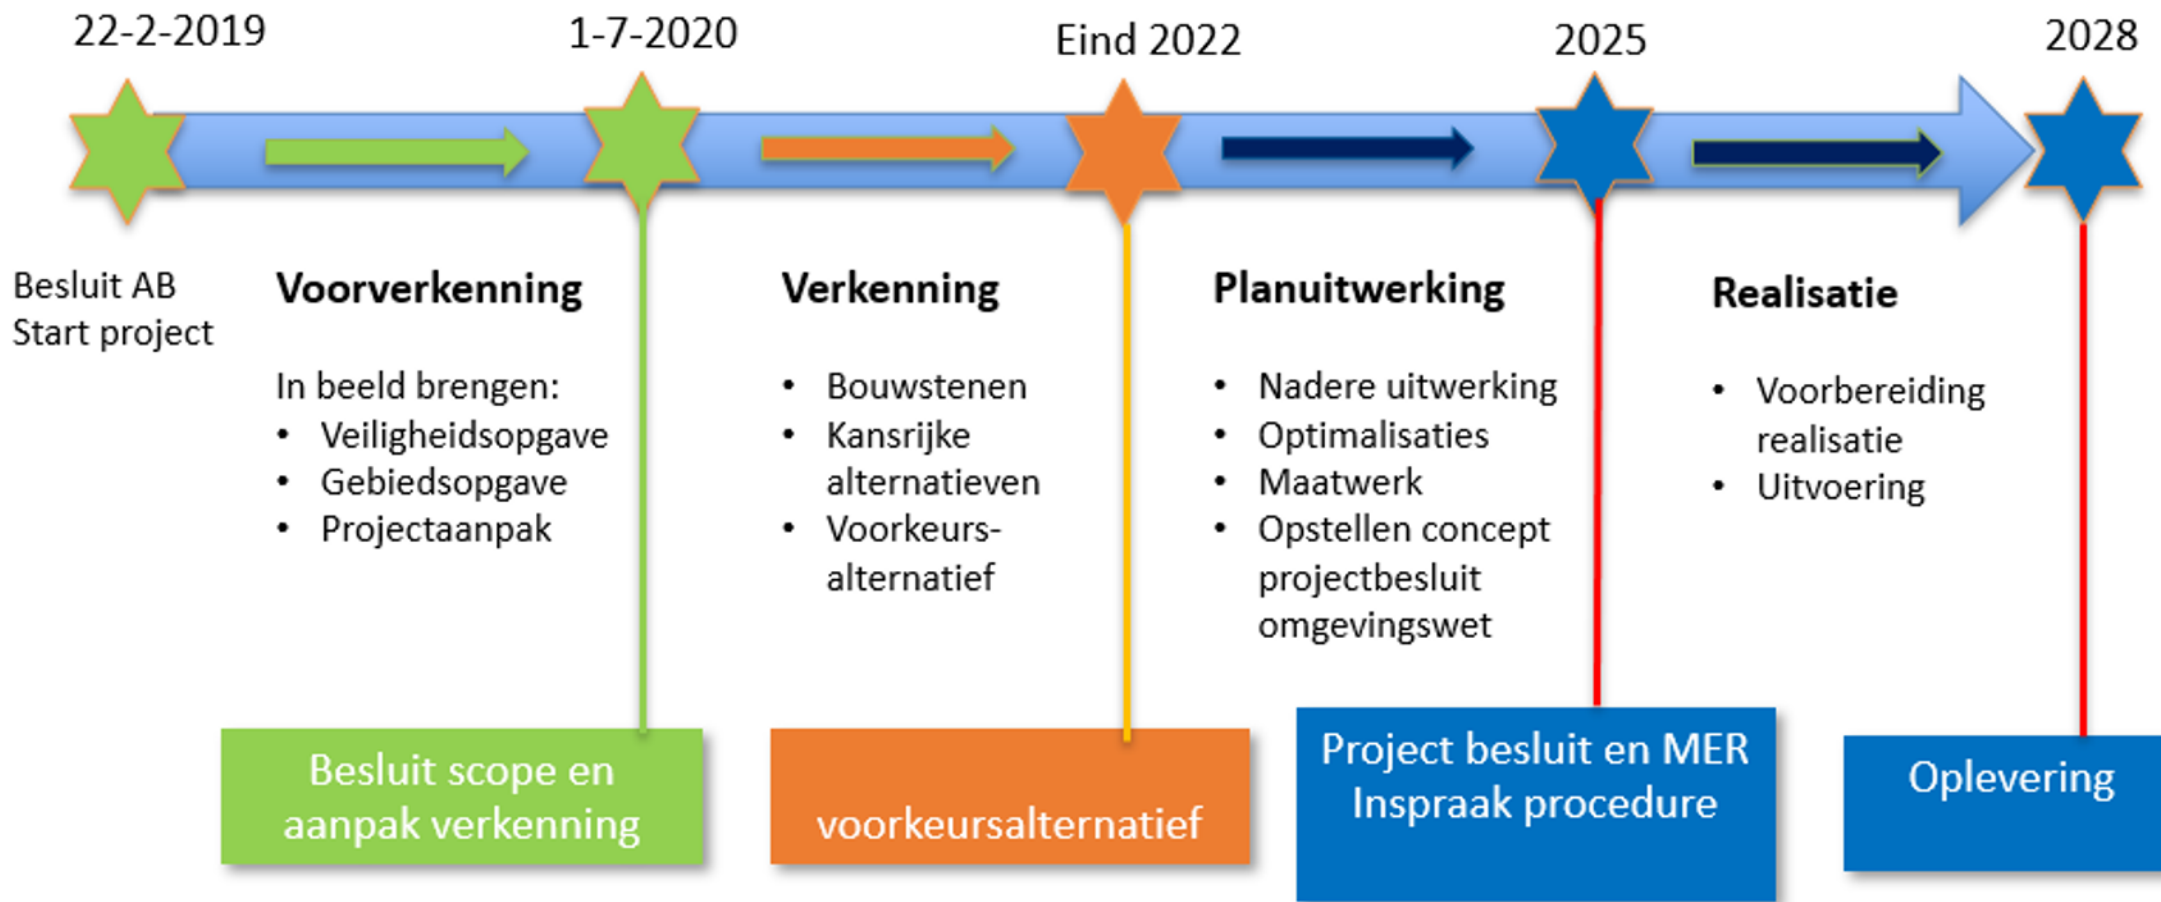 22-2-2019
1-7-2020
Eind 2022
2025
2028
Besluit AB
Start project
Voorverkenning
In beeld brengen:
• Veiligheidsopgave
• Gebiedsopgave
• Projectaanpak
Verkenning
• Bouwstenen
• Kansrijke
alternatieven
• Voorkeurs-
alternatief
Planuitwerking
• Nadere uitwerking
• Optimalisaties
• Maatwerk
• Opstellen concept
projectbesluit
omgevingswet
Realisatie
• Voorbereiding
realisatie
• Uitvoering
Besluit scope en
aanpak verkenning
voorkeursalternatief
Project besluit en MER
Inspraak procedure
Oplevering